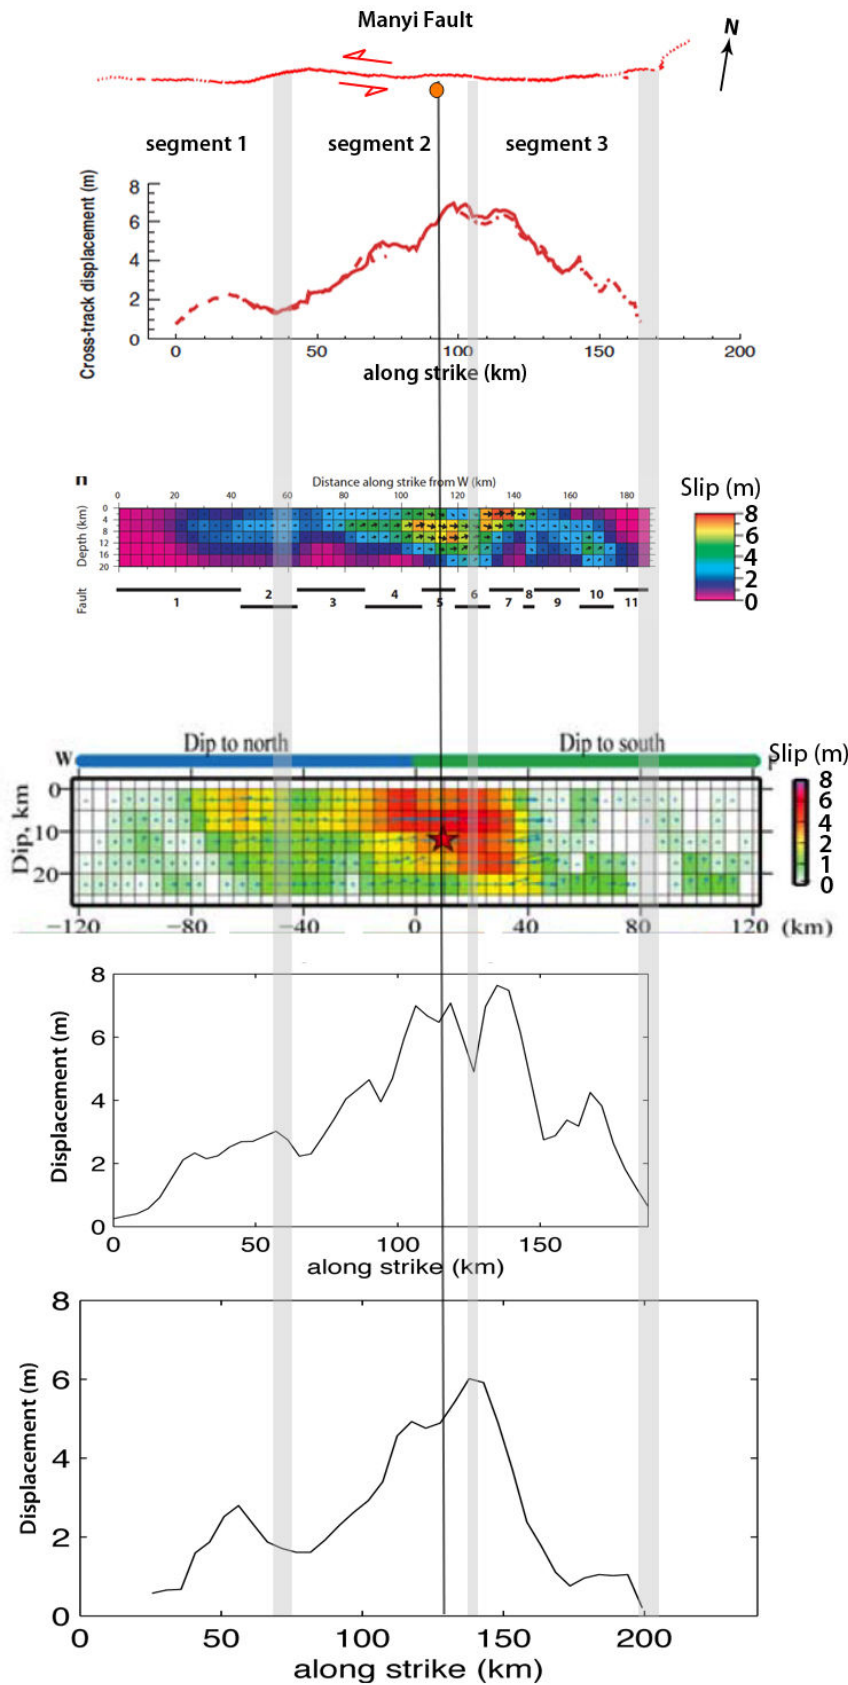 Manyi Fault
N
segment 1 segment 2 segment 3
Cross-track displacement (m)
8
6
4
2
0
0 50 100 150 200
along strike (km)
n
Distance along strike from W (km)
0 20 40 60 80 100 120 140 160 180
Depth (km)
0
4
8
12
16
20
Slip (m)
8
6
4
2
0
Fault
1 2 3 4 5 6 7 8 9 10 11
Dip to north Dip to south
W
Slip (m)
8
6
4
2
1
0
Dip, km
0
10
20
−120 −80 −40 0 40 80 120 (km)
Displacement (m)
8
6
4
2
0
0 50 100 150
along strike (km)
Displacement (m)
8
6
4
2
0
0 50 100 150 200
along strike (km)